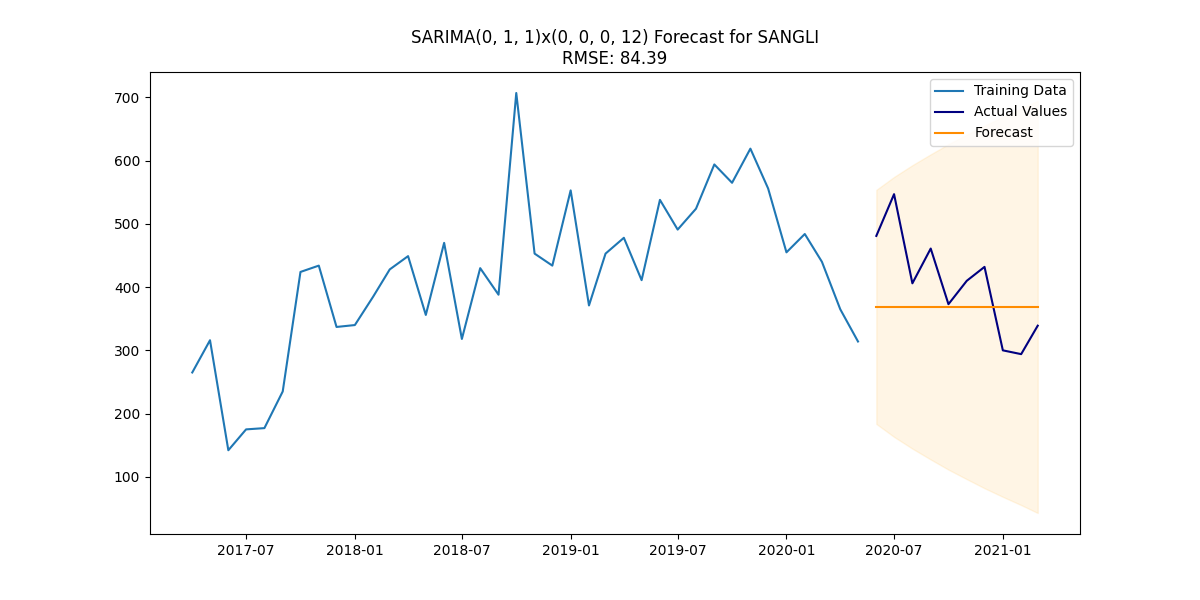 SARIMA(0, 1, 1)x(0, 0, 0, 12) Forecast for SANGLI
RMSE: 84.39
Training Data
Actual Values
Forecast
700
600
500
400
300
200
100
2017-07 2018-01 2018-07 2019-01 2019-07 2020-01 2020-07 2021-01